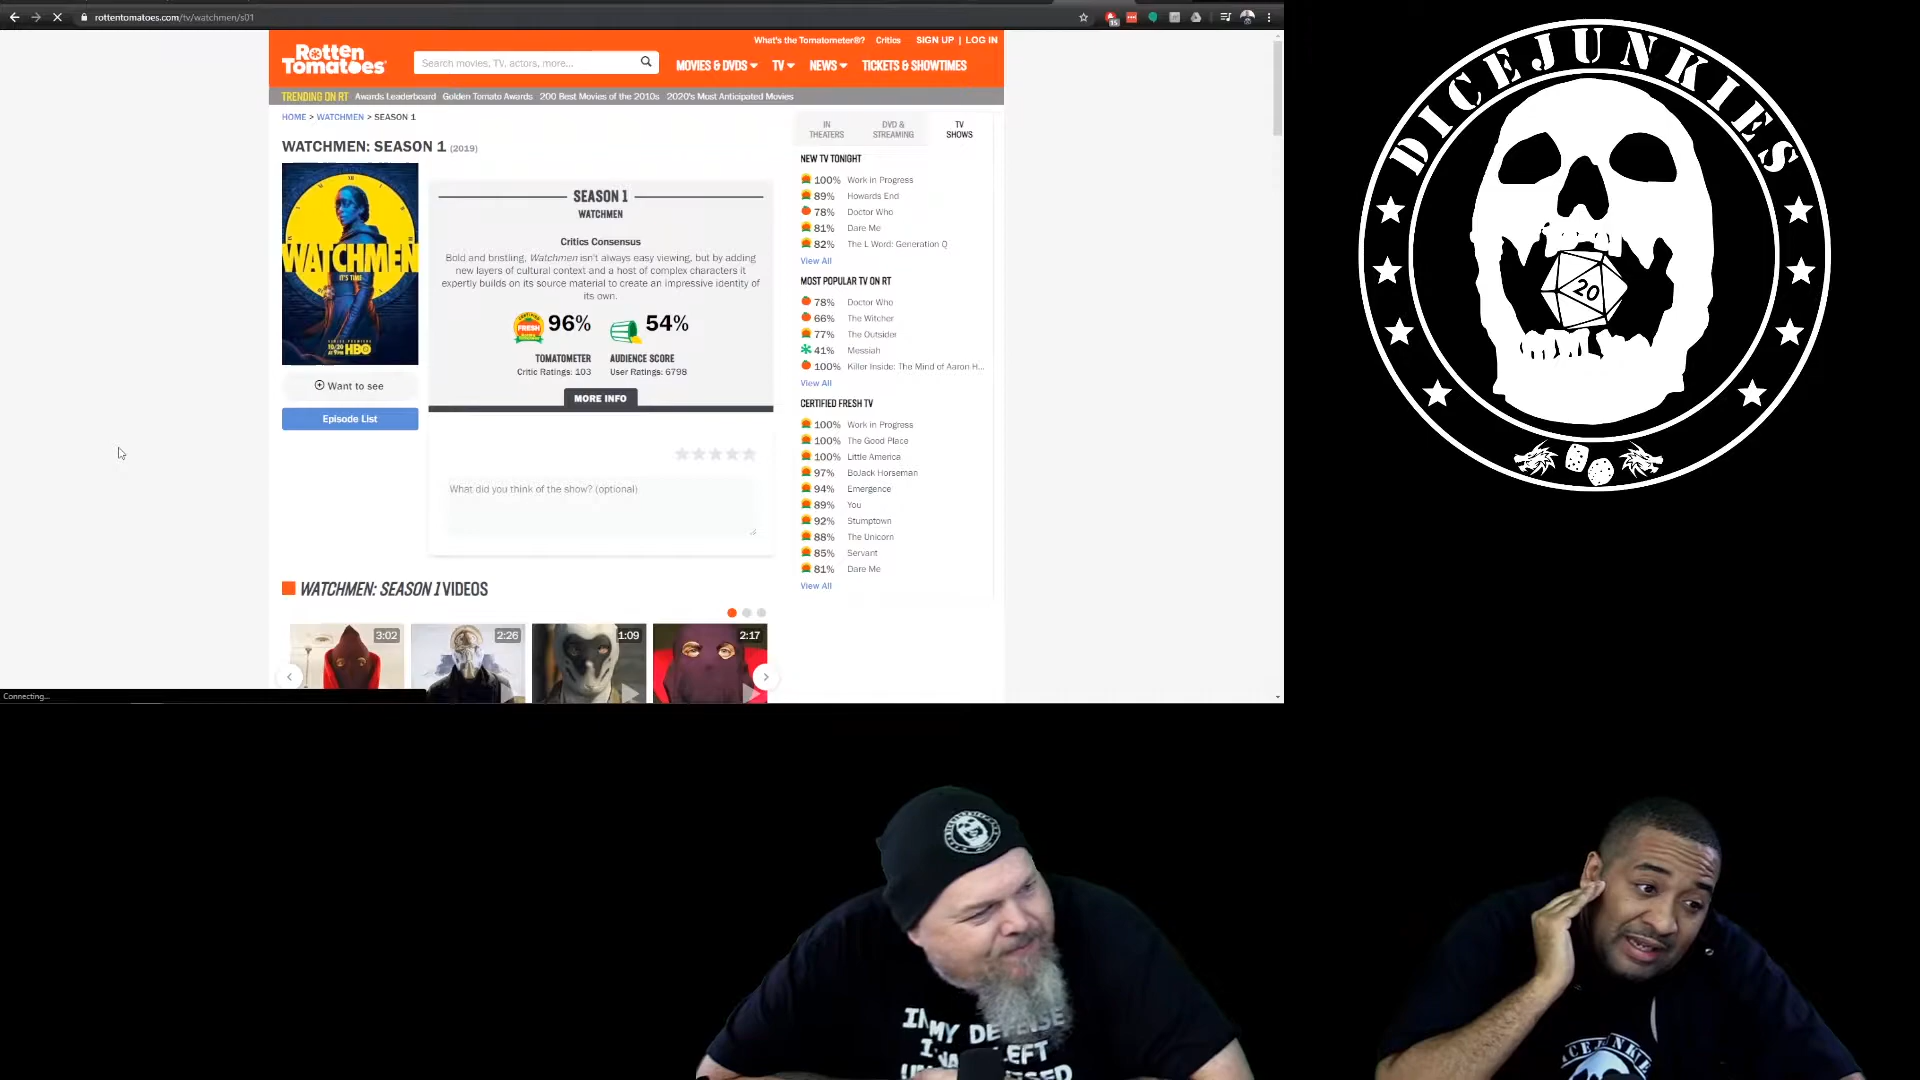 rottentomatoes.com/tv/watchmen/s01
15
What's the Tomatometer®? Critics SIGN UP | LOG IN
Rotten Tomatoes
Search movies, TV, actors, more...
MOVIES & DVDS TV NEWS TICKETS & SHOWTIMES
TRENDING ON RT Awards Leaderboard Golden Tomato Awards 200 Best Movies of the 2010s 2020's Most Anticipated Movies
HOME > WATCHMEN > SEASON 1
WATCHMEN: SEASON 1 (2019)
WATCHMEN
IT'S TIME
10/20
HBO
Want to see
Episode List
SEASON 1
WATCHMEN
Critics Consensus
Bold and bristling, Watchmen isn't always easy viewing, but by adding
new layers of cultural context and a host of complex characters it
expertly builds on its source material to create an impressive identity of
its own.
FRESH 96% 54%
TOMATOMETER AUDIENCE SCORE
Critic Ratings: 103 User Ratings: 6798
MORE INFO
What did you think of the show? (optional)
WATCHMEN: SEASON 1 VIDEOS
3:02 2:26 1:09 2:17
Connecting...
IN THEATERS
DVD & STREAMING
TV SHOWS
NEW TV TONIGHT
100% Work in Progress
89% Howards End
78% Doctor Who
81% Dare Me
82% The L Word: Generation Q
View All
MOST POPULAR TV ON RT
78% Doctor Who
66% The Witcher
77% The Outsider
41% Messiah
100% Killer Inside: The Mind of Aaron H...
View All
CERTIFIED FRESH TV
100% Work in Progress
100% The Good Place
100% Little America
97% BoJack Horseman
94% Emergence
89% You
92% Stumptown
88% The Unicorn
85% Servant
81% Dare Me
View All
DICEJUNKIES
20
IN MY DEFENSE
LEFT